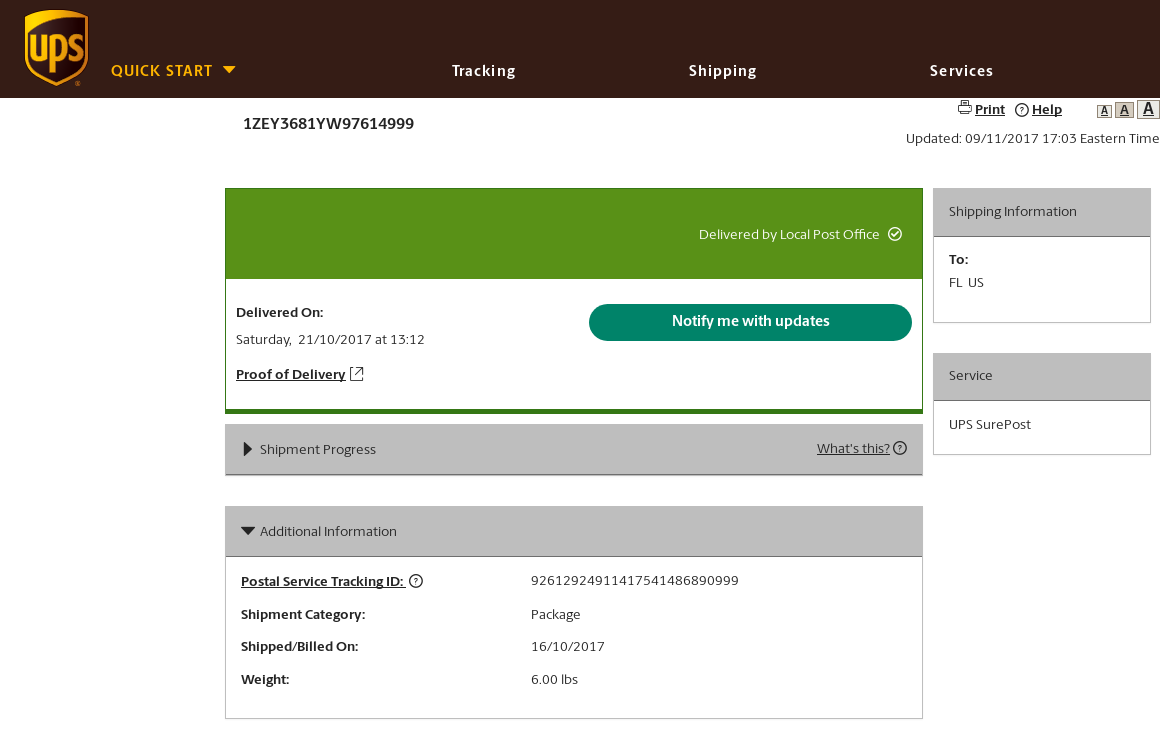 ups
QUICK START
Tracking
Shipping
Services
Print
Help
A A A
1ZEY3681YW97614999
Updated: 09/11/2017 17:03 Eastern Time
Delivered by Local Post Office
Delivered On:
Saturday, 21/10/2017 at 13:12
Proof of Delivery
Notify me with updates
Shipping Information
To:
FL US
Service
UPS SurePost
Shipment Progress
What's this?
Additional Information
Postal Service Tracking ID: 92612924911417541486890999
Shipment Category: Package
Shipped/Billed On: 16/10/2017
Weight: 6.00 lbs